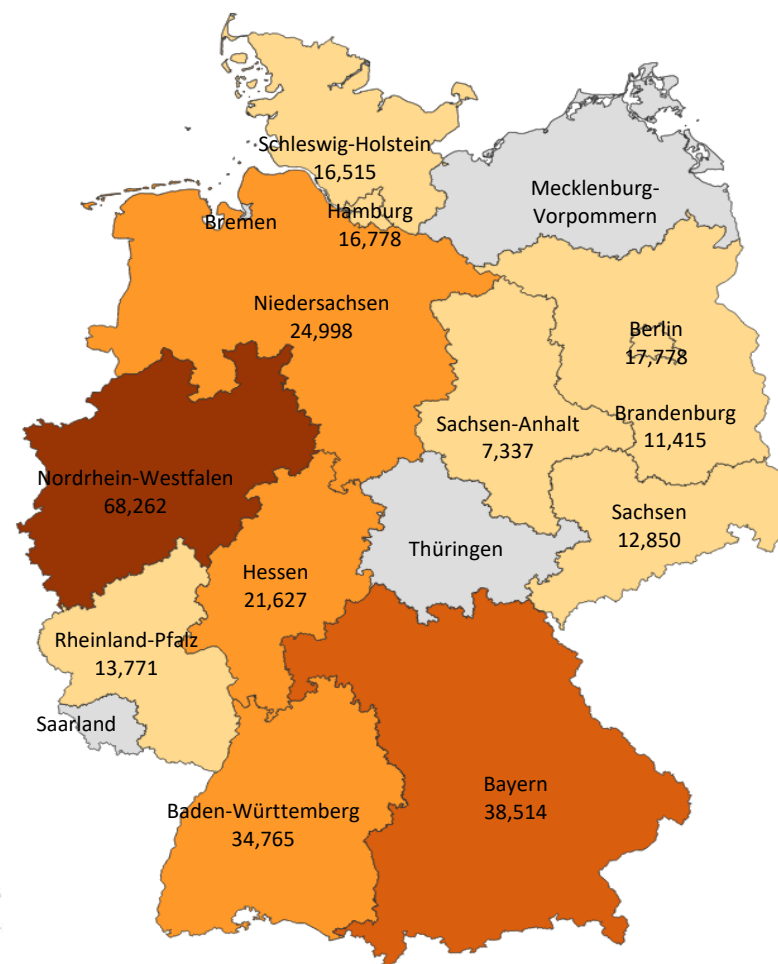 Schleswig-Holstein
16,515
Mecklenburg-
Vorpommern
Hamburg
16,778
Bremen
Niedersachsen
24,998
Berlin
17,778
Sachsen-Anhalt
7,337
Brandenburg
11,415
Nordrhein-Westfalen
68,262
Sachsen
12,850
Thüringen
Hessen
21,627
Rheinland-Pfalz
13,771
Saarland
Bayern
38,514
Baden-Württemberg
34,765